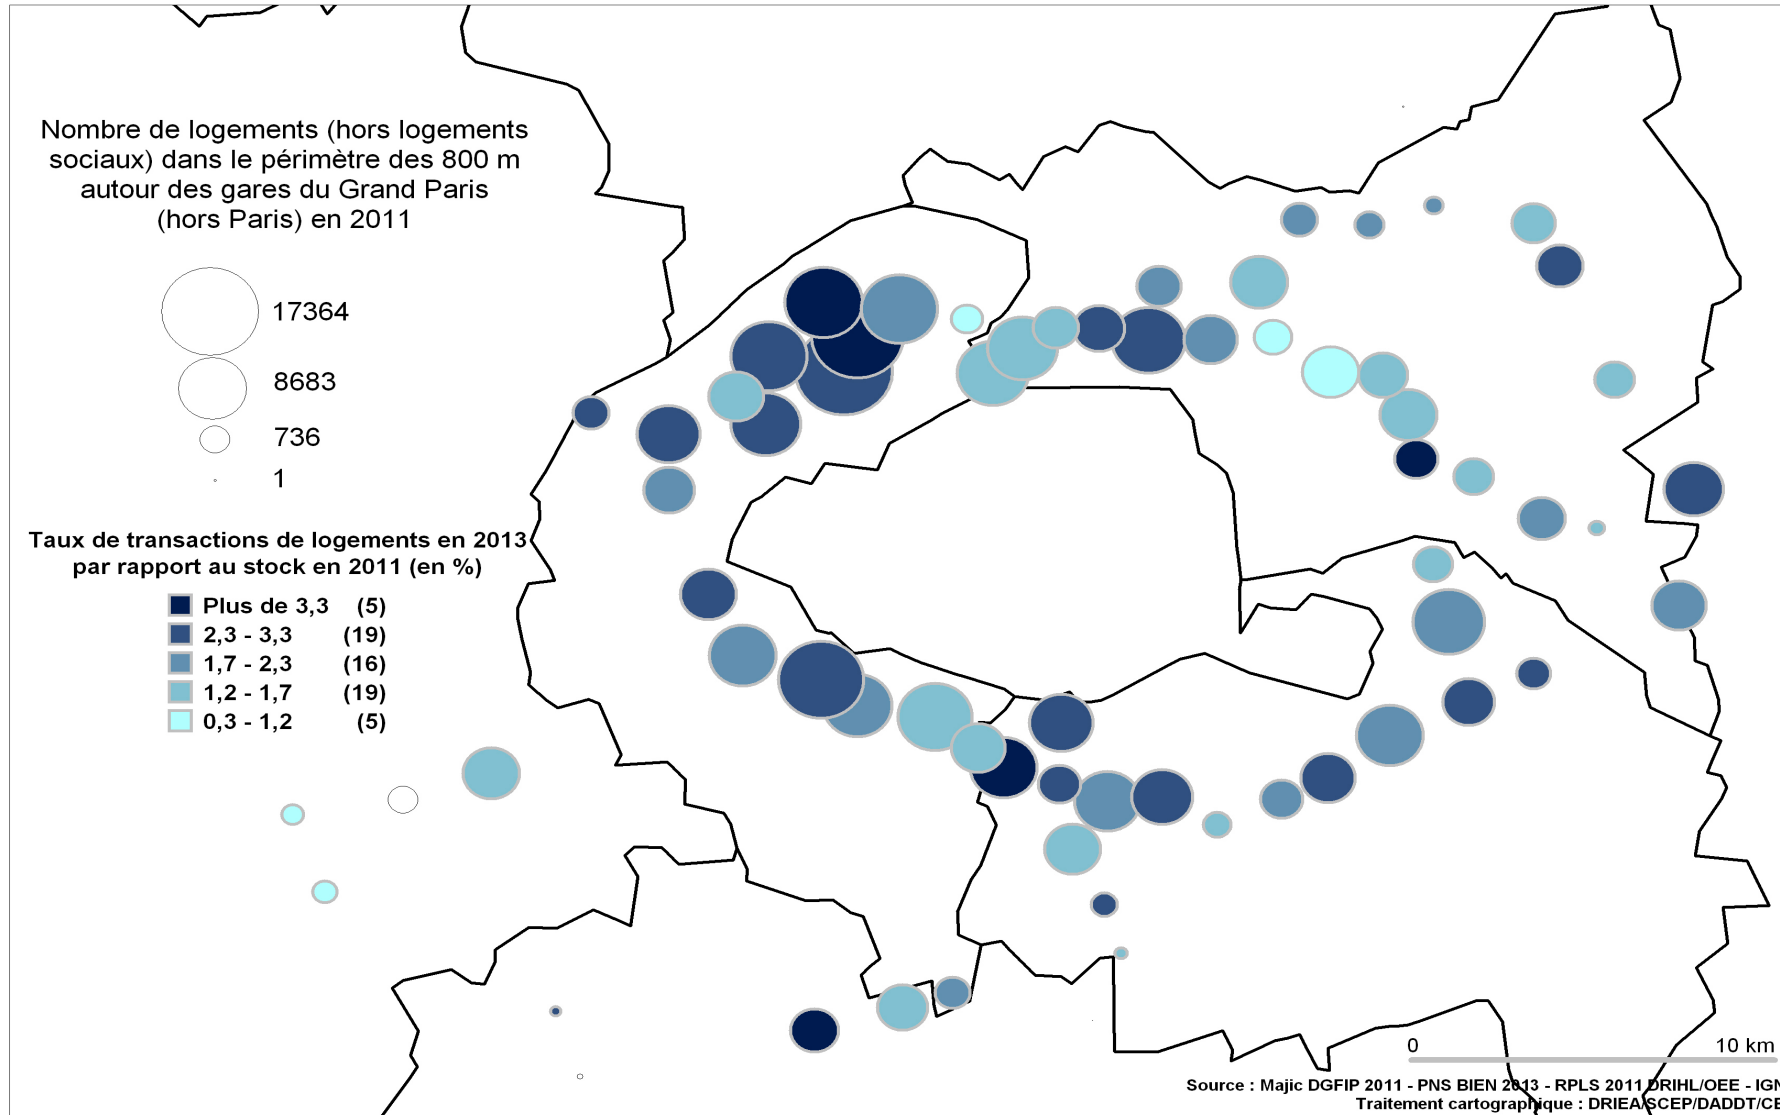 Nombre de logements (hors logements
sociaux) dans le périmètre des 800 m
autour des gares du Grand Paris
(hors Paris) en 2011
17364
8683
736
1
Taux de transactions de logements en 2013
par rapport au stock en 2011 (en %)
Plus de 3,3 (5)
2,3 - 3,3 (19)
1,7 - 2,3 (16)
1,2 - 1,7 (19)
0,3 - 1,2 (5)
0 10 km
Source : Majic DGFIP 2011 - PNS BIEN 2013 - RPLS 2011 DRIHL/OEE - IGN
Traitement cartographique : DRIEA/SCEP/DADDT/CE